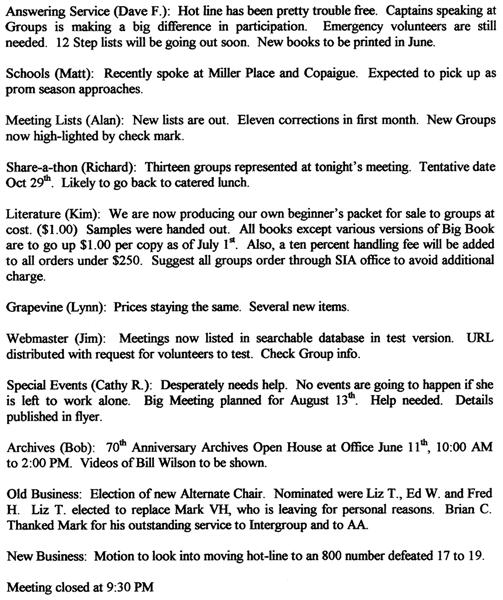 Answering Service (Dave F.): Hot line has been pretty trouble free. Captains speaking at
Groups is making a big difference in participation. Emergency volunteers are still
needed. 12 Step lists will be going out soon. New books to be printed in June.
Schools (Matt): Recently spoke at Miller Place and Copaigue. Expected to pick up as
prom season approaches.
Meeting Lists (Alan): New lists are out. Eleven corrections in first month. New Groups
now high-lighted by check mark.
Share-a-thon (Richard): Thirteen groups represented at tonight's meeting. Tentative date
Oct 29th. Likely to go back to catered lunch.
Literature (Kim): We are now producing our own beginner's packet for sale to groups at
cost. ($1.00) Samples were handed out. All books except various versions of Big Book
are to go up $1.00 per copy as of July 1st. Also, a ten percent handling fee will be added
to all orders under $250. Suggest all groups order through SIA office to avoid additional
charge.
Grapevine (Lynn): Prices staying the same. Several new items.
Webmaster (Jim): Meetings now listed in searchable database in test version. URL
distributed with request for volunteers to test. Check Group info.
Special Events (Cathy R.): Desperately needs help. No events are going to happen if she
is left to work alone. Big Meeting planned for August 13th. Help needed. Details
published in flyer.
Archives (Bob): 70th Anniversary Archives Open House at Office June 11th, 10:00 AM
to 2:00 PM. Videos of Bill Wilson to be shown.
Old Business: Election of new Alternate Chair. Nominated were Liz T., Ed W. and Fred
H. Liz T. elected to replace Mark VH, who is leaving for personal reasons. Brian C.
Thanked Mark for his outstanding service to Intergroup and to AA.
New Business: Motion to look into moving hot-line to an 800 number defeated 17 to 19.
Meeting closed at 9:30 PM